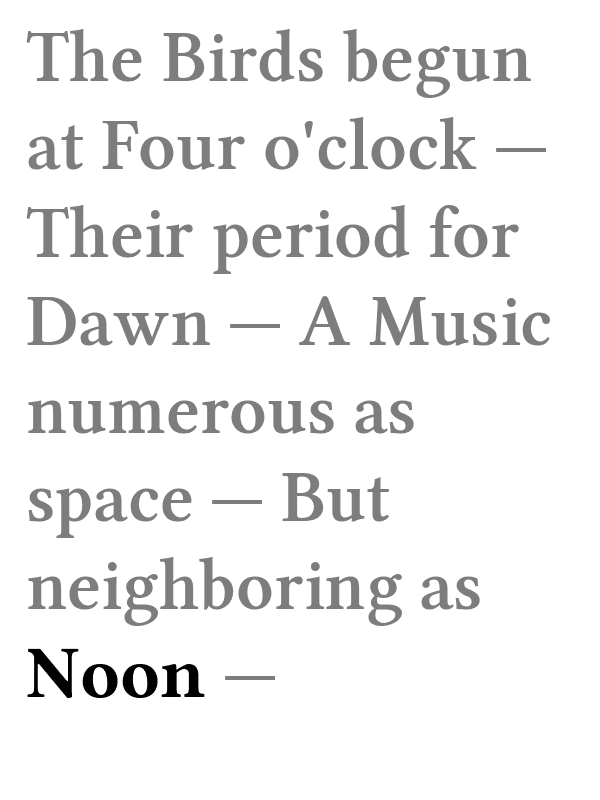 The Birds begun
at Four o'clock —
Their period for
Dawn — A Music
numerous as
space — But
neighboring as
Noon —